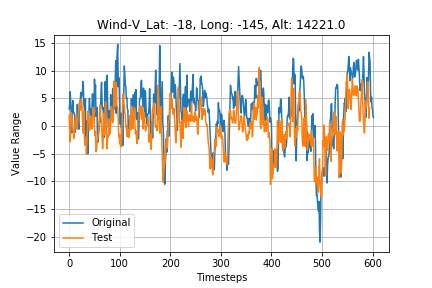 Wind-V_Lat: -18, Long: -145, Alt: 14221.0
Value Range
15
10
5
0
−5
−10
−15
−20
Original
Test
0 100 200 300 400 500 600
Timesteps